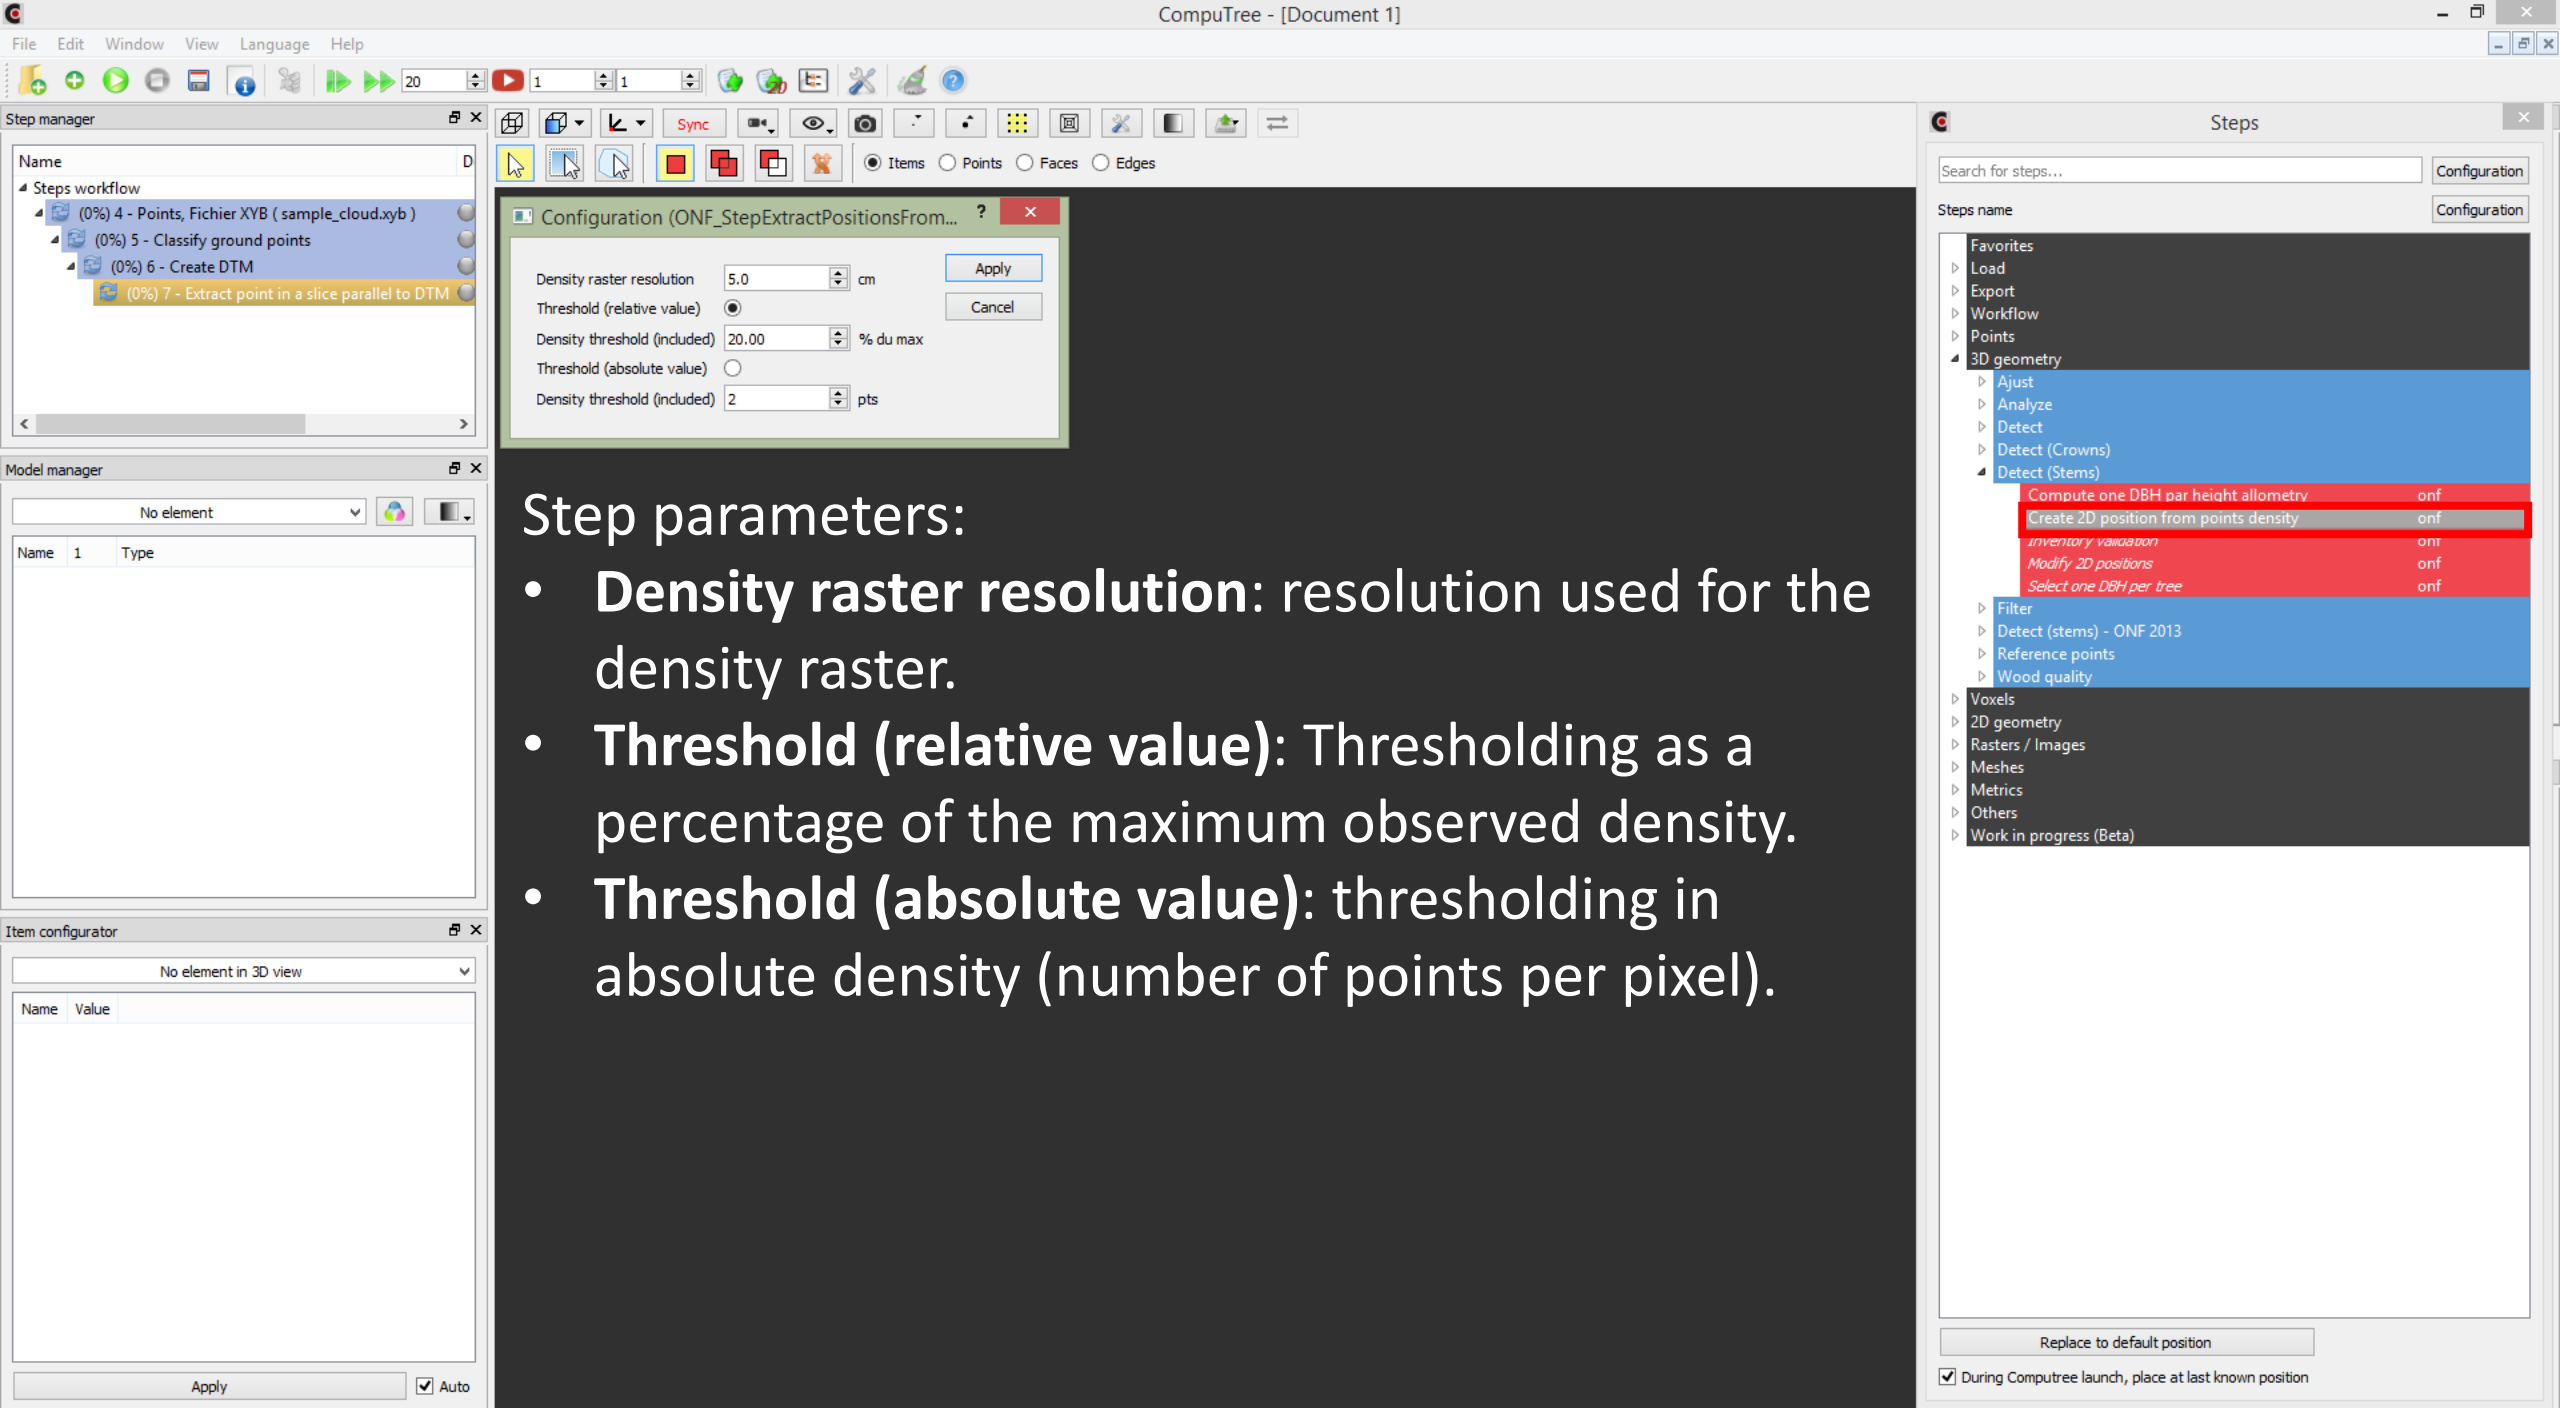 CompuTree - [Document 1]
File Edit Window View Language Help
20 1 1
Step manager
Name D
Steps workflow
(0%) 4 - Points, Fichier XYB ( sample_cloud.xyb )
(0%) 5 - Classify ground points
(0%) 6 - Create DTM
(0%) 7 - Extract point in a slice parallel to DTM
Model manager
No element
Name 1 Type
Item configurator
No element in 3D view
Name Value
Apply Auto
Sync
Items Points Faces Edges
Configuration (ONF_StepExtractPositionsFrom... ?
Density raster resolution 5.0 cm
Apply
Threshold (relative value)
Cancel
Density threshold (included) 20.00 % du max
Threshold (absolute value)
Density threshold (included) 2 pts
Step parameters:
• Density raster resolution: resolution used for the
density raster.
• Threshold (relative value): Thresholding as a
percentage of the maximum observed density.
• Threshold (absolute value): thresholding in
absolute density (number of points per pixel).
Steps
Search for steps... Configuration
Steps name Configuration
Favorites
Load
Export
Workflow
Points
3D geometry
Ajust
Analyze
Detect
Detect (Crowns)
Detect (Stems)
Compute one DBH par height allometry onf
Create 2D position from points density onf
Inventory validation onf
Modify 2D positions onf
Select one DBH per tree onf
Filter
Detect (stems) - ONF 2013
Reference points
Wood quality
Voxels
2D geometry
Rasters / Images
Meshes
Metrics
Others
Work in progress (Beta)
Replace to default position
During Computree launch, place at last known position